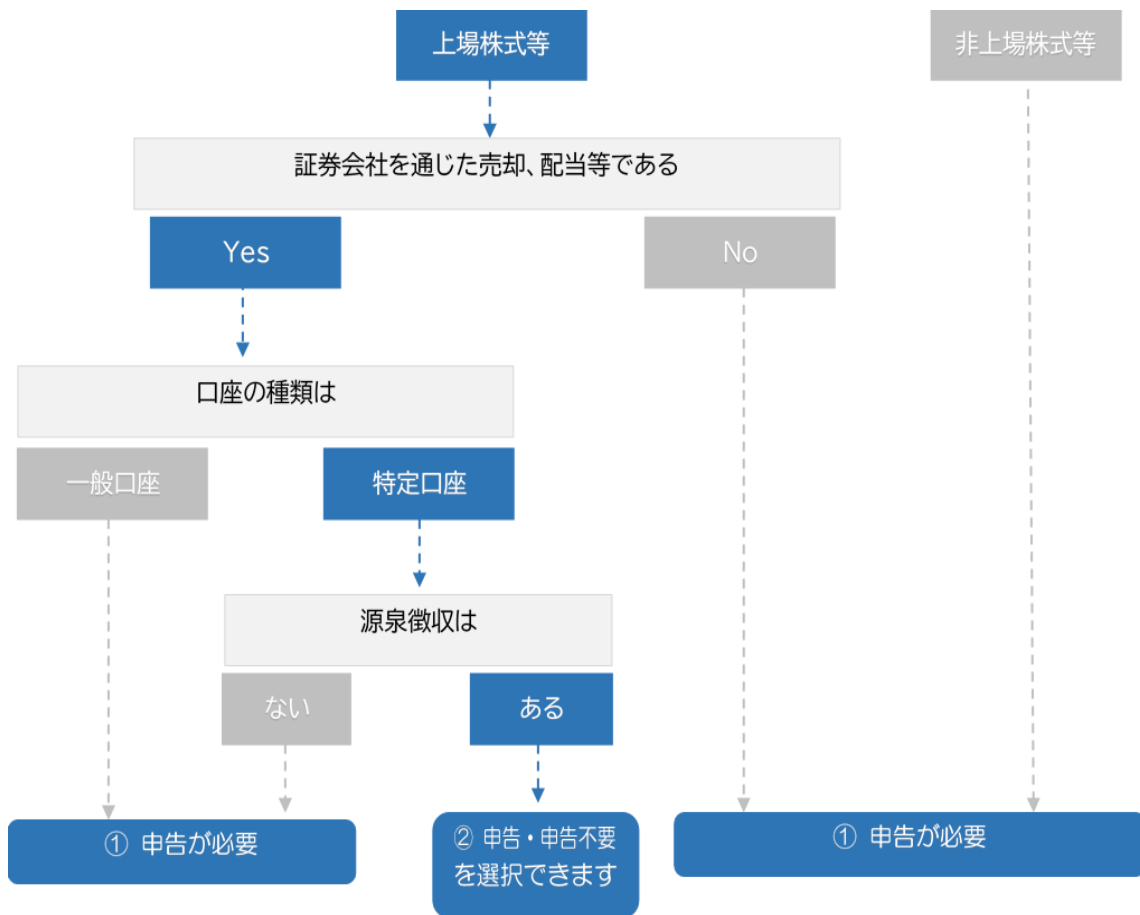 上場株式等
非上場株式等
証券会社を通じた売却、配当等である
Yes
No
口座の種類は
一般口座
特定口座
源泉徴収は
ない
ある
① 申告が必要
② 申告・申告不要
を選択できます
① 申告が必要